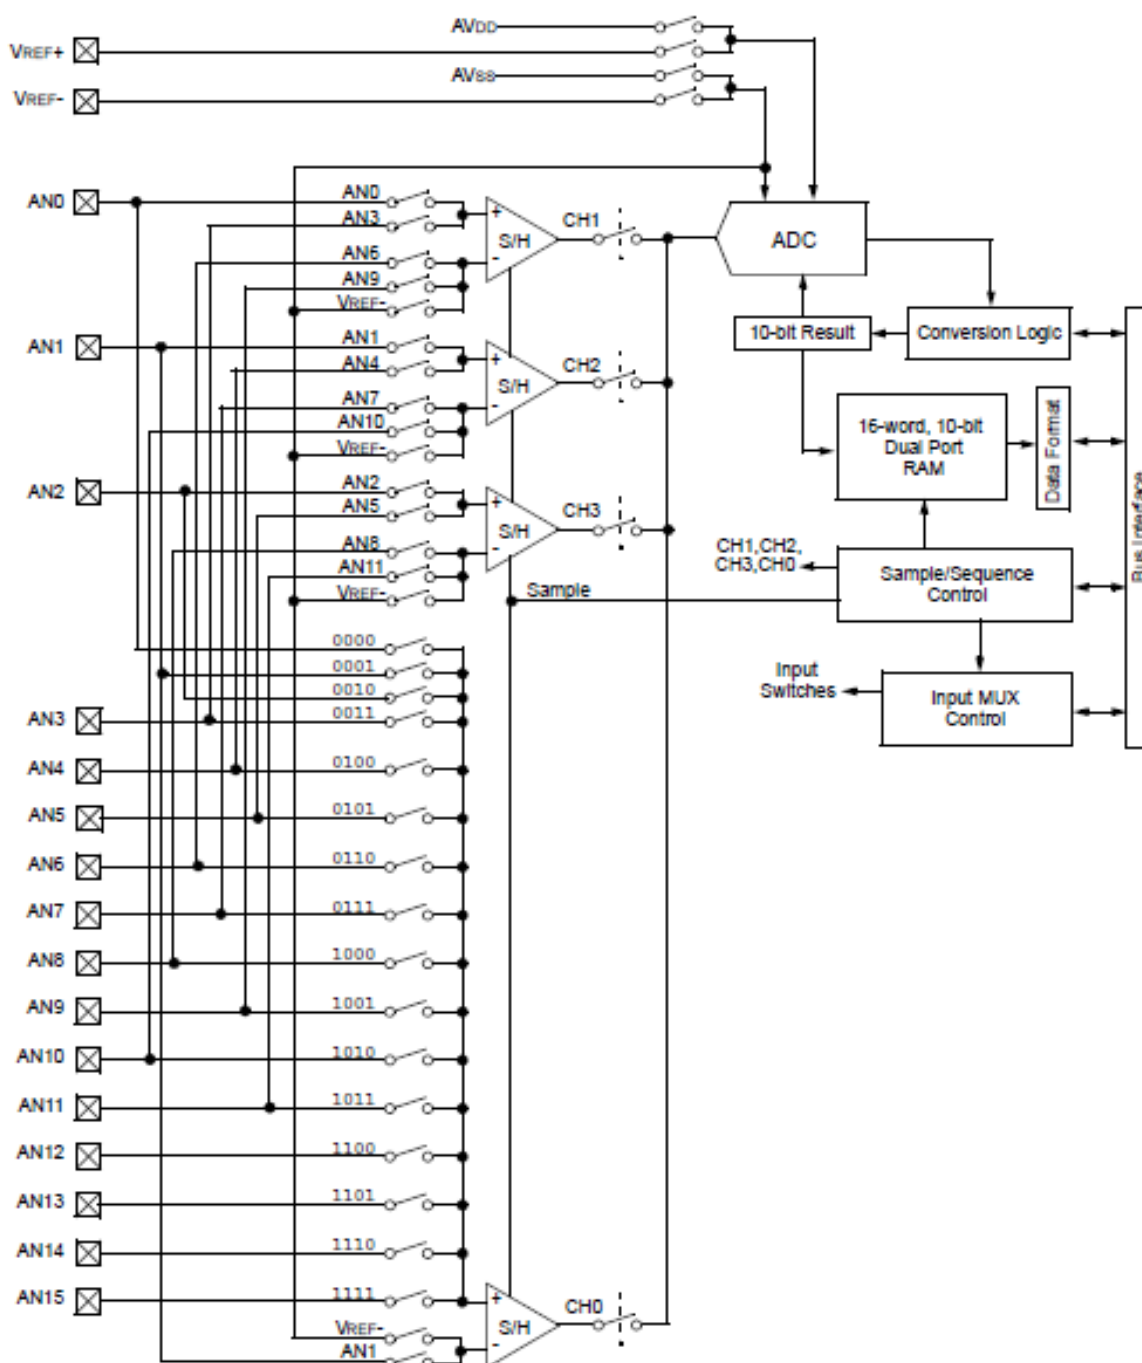 AVDD
VREF+
AVSS
VREF-
AN0
AN0
AN3
AN6
AN9
VREF-
+
-
S/H
CH1
ADC
10-bit Result
Conversion Logic
AN1
AN1
AN4
AN7
AN10
VREF-
+
-
S/H
CH2
16-word, 10-bit
Dual Port
RAM
Data Format
Bus Interface
AN2
AN2
AN5
AN8
AN11
VREF-
+
-
S/H
CH3
CH1,CH2,
CH3,CH0
Sample
Sample/Sequence
Control
Input
Switches
Input MUX
Control
0000
0001
0010
AN3
0011
AN4
0100
AN5
0101
AN6
0110
AN7
0111
AN8
1000
AN9
1001
AN10
1010
AN11
1011
AN12
1100
AN13
1101
AN14
1110
AN15
1111
VREF-
AN1
+
-
S/H
CH0